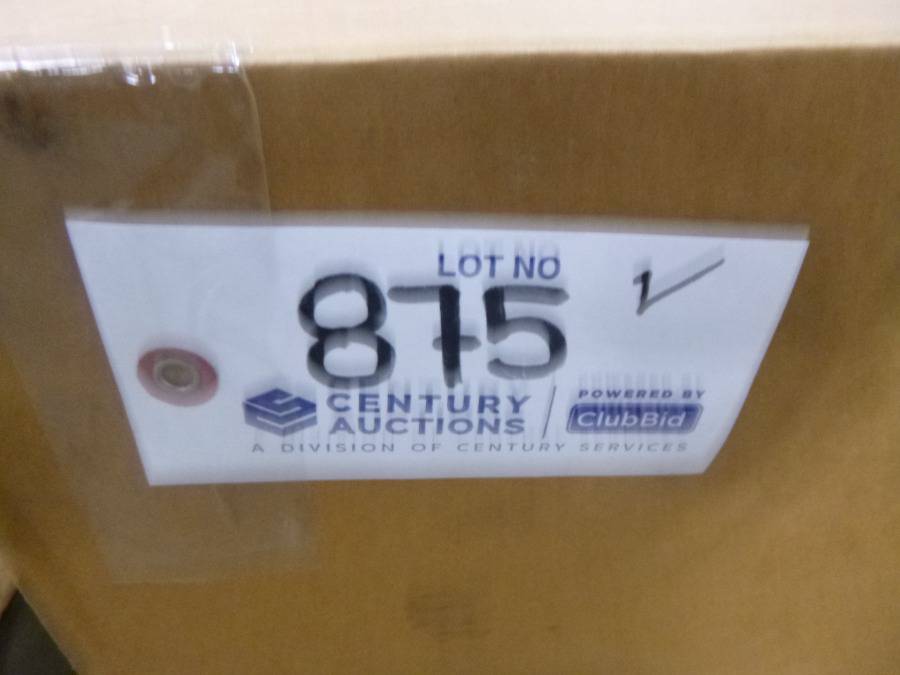 LOT NO
875 ✓
CENTURY
AUCTIONS
POWERED BY
ClubBid
A DIVISION OF CENTURY SERVICES